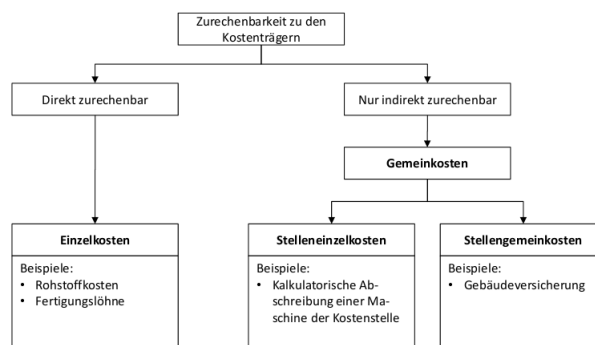 Zurechenbarkeit zu den
Kostenträgern
Direkt zurechenbar
Nur indirekt zurechenbar
Gemeinkosten
Einzelkosten
Beispiele:
• Rohstoffkosten
• Fertigungslöhne
Stelleneinzelkosten
Beispiele:
• Kalkulatorische Ab-
schreibung einer Ma-
schine der Kostenstelle
Stellengemeinkosten
Beispiele:
• Gebäudeversicherung